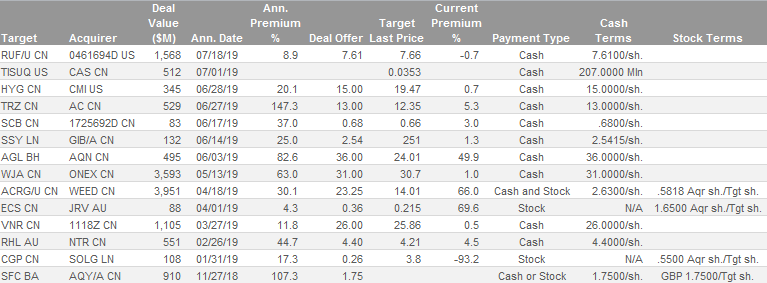 Deal Ann. Target Current
Value Premium Last Price Premium Cash
Target Acquirer ($M) Ann. Date % Deal Offer % Payment Type Terms Stock Terms
RUF/U CN 0461694D US 1,568 07/18/19 8.9 7.61 7.66 -0.7 Cash 7.6100/sh.
TISUQ US CAS CN 512 07/01/19 0.0353 Cash 207.0000 Mln
HYG CN CMI US 345 06/28/19 20.1 15.00 19.47 0.7 Cash 15.0000/sh.
TRZ CN AC CN 529 06/27/19 147.3 13.00 12.35 5.3 Cash 13.0000/sh.
SCB CN 1725692D CN 83 06/17/19 37.0 0.68 0.66 3.0 Cash .6800/sh.
SSY LN GIB/A CN 132 06/14/19 25.0 2.54 251 1.3 Cash 2.5415/sh.
AGL BH AQN CN 495 06/03/19 82.6 36.00 24.01 49.9 Cash 36.0000/sh.
WJA CN ONEX CN 3,593 05/13/19 63.0 31.00 30.7 1.0 Cash 31.0000/sh.
ACRG/U CN WEED CN 3,951 04/18/19 30.1 23.25 14.01 66.0 Cash and Stock 2.6300/sh. .5818 Aqr sh./Tgt sh.
ECS CN JRV AU 88 04/01/19 4.3 0.36 0.215 69.6 Stock N/A 1.6500 Aqr sh./Tgt sh.
VNR CN 1118Z CN 1,105 03/27/19 11.8 26.00 25.86 0.5 Cash 26.0000/sh.
RHL AU NTR CN 551 02/26/19 44.7 4.40 4.21 4.5 Cash 4.4000/sh.
CGP CN SOLG LN 108 01/31/19 17.3 0.26 3.8 -93.2 Stock N/A .5500 Aqr sh./Tgt sh.
SFC BA AQY/A CN 910 11/27/18 107.3 1.75 Cash or Stock 1.7500/sh. GBP 1.7500/Tgt sh.